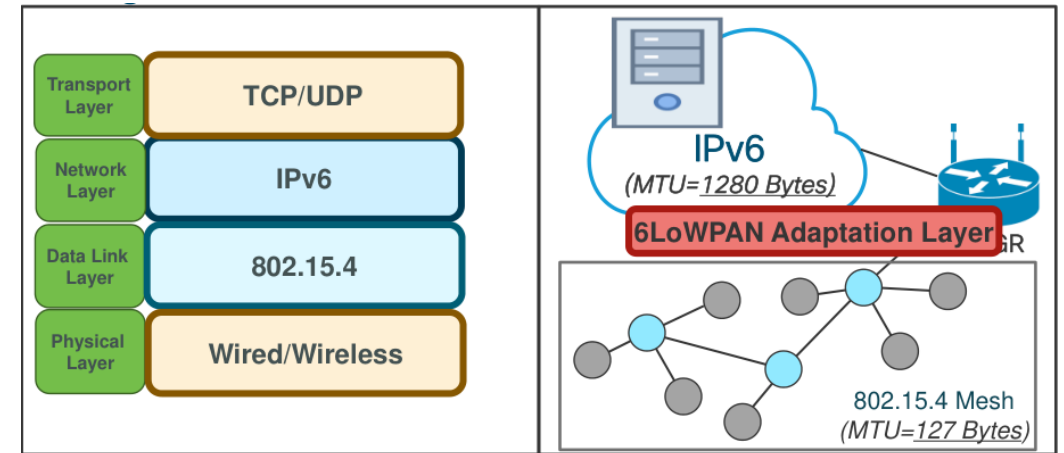 Transport
Layer
TCP/UDP
Network
Layer
IPv6
Data Link
Layer
802.15.4
Physical
Layer
Wired/Wireless
IPv6
(MTU=1280 Bytes)
6LoWPAN Adaptation Layer
GR
802.15.4 Mesh
(MTU=127 Bytes)